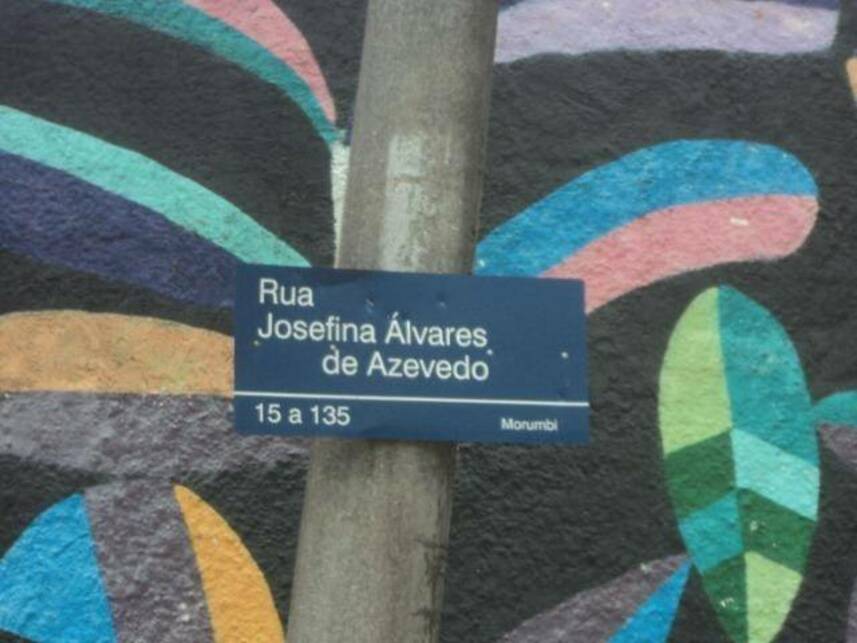 Rua
Josefina Álvares
de Azevedo
15 a 135 Morumbi